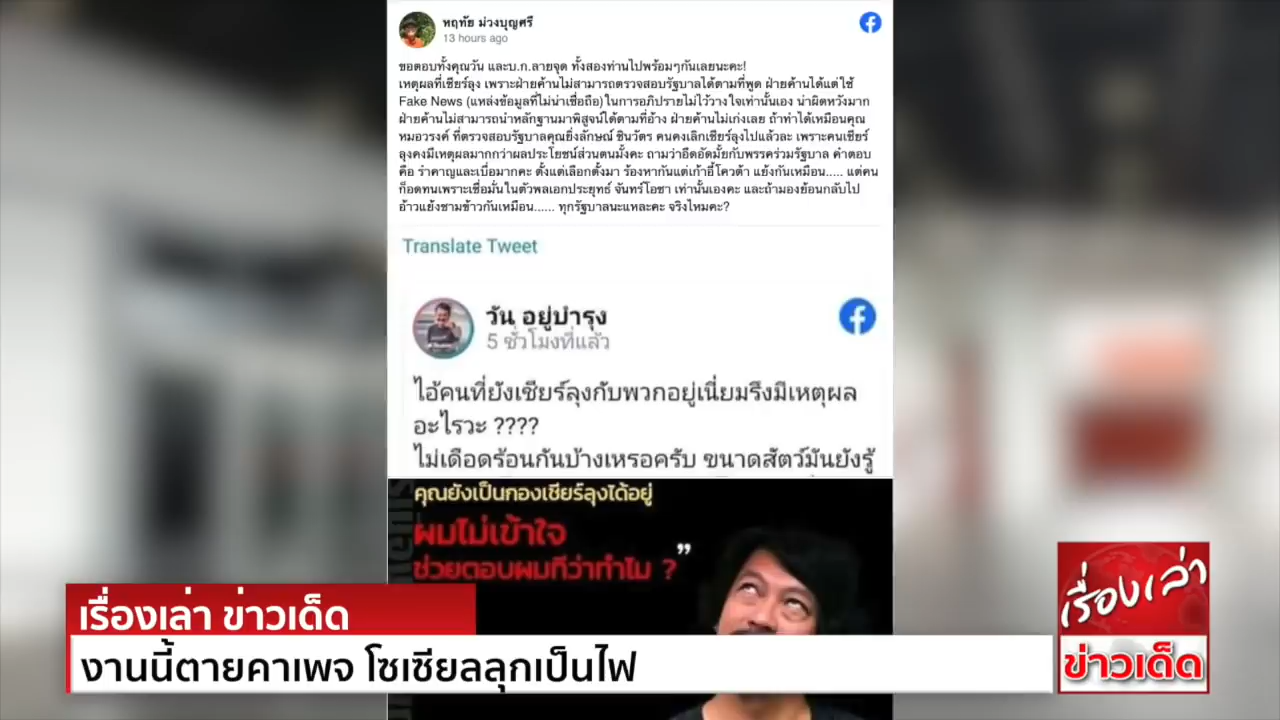 พฤทัย ม่วงบุญศรี
13 hours ago
ขอตอบทั้งคุณวัน และบ.ก.ลายจุด ทั้งสองท่านไปพร้อมๆกันเลยนะคะ!
เหตุผลที่เชียร์ลุง เพราะฝ่ายค้านไม่สามารถตรวจสอบรัฐบาลได้ตามที่พูด ฝ่ายค้านได้แต่ใช้
Fake News (แหล่งข้อมูลที่ไม่น่าเชื่อถือ) ในการอภิปรายไม่ไว้วางใจเท่านั้นเอง น่าผิดหวังมาก
ฝ่ายค้านไม่สามารถนำหลักฐานมาพิสูจน์ได้ตามที่อ้าง ฝ่ายค้านไม่เก่งเลย ถ้าทำได้เหมือนคุณ
หมอวรงค์ ที่ตรวจสอบรัฐบาลคุณยิ่งลักษณ์ ชินวัตร คนคงเลิกเชียร์ลุงไปแล้วละ เพราะคนเชียร์
ลุงคงมีเหตุผลมากกว่าผลประโยชน์ส่วนตนมั้งคะ ถามว่าอึดอัดมั้ยกับพรรคร่วมรัฐบาล คำตอบ
คือ รำคาญและเบื่อมากคะ ตั้งแต่เลือกตั้งมา ร้องหากันแต่เก้าอี้โควต้า แย้งกันเหมือน..... แต่คน
ก็อดทนเพราะเชื่อมั่นในตัวพลเอกประยุทธ์ จันทร์โอชา เท่านั้นเองคะ และถ้ามองย้อนกลับไป
อ้าวแย้งชามข้าวกันเหมือน...... ทุกรัฐบาลนะแหละคะ จริงไหมคะ?
Translate Tweet
วัน อยู่บำรุง
5 ชั่วโมงที่แล้ว
ไอ้คนที่ยังเชียร์ลุงกับพวกอยู่เนี่ยมรึงมีเหตุผล
อะไรวะ ????
ไม่เดือดร้อนกันบ้างเหรอครับ ขนาดสัตว์มันยังรู้
คุณยังเป็นกองเชียร์ลุงได้อยู่
ผมไม่เข้าใจ
ช่วยตอบผมทีว่าทำไม ?”
เรื่องเล่า ข่าวเด็ด
งานนี้ตายคาเพจ โซเชียลลุกเป็นไฟ
เรื่องเล่า
ข่าวเด็ด